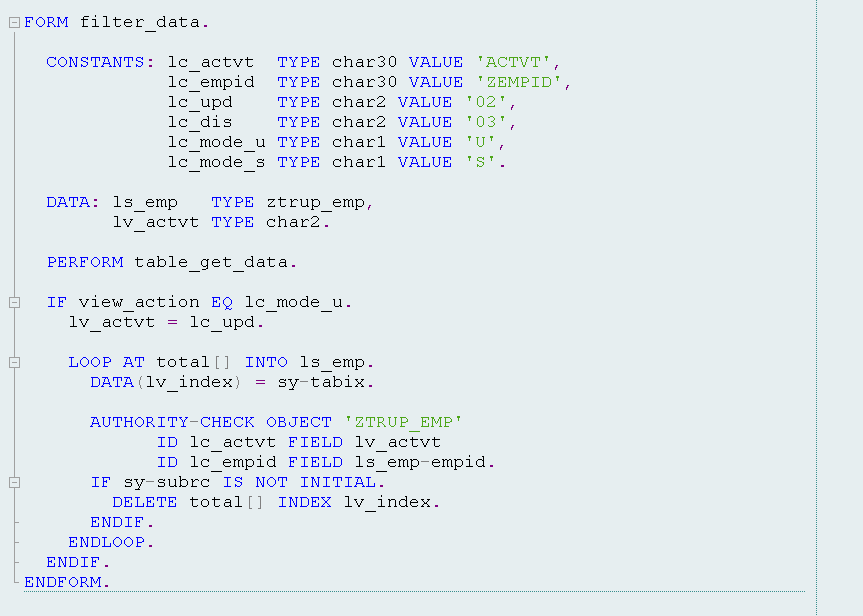 FORM filter_data.
CONSTANTS: lc_actvt  TYPE char30 VALUE 'ACTVT',
lc_empid  TYPE char30 VALUE 'ZEMPID',
lc_upd    TYPE char2 VALUE '02',
lc_dis    TYPE char2 VALUE '03',
lc_mode_u TYPE char1 VALUE 'U',
lc_mode_s TYPE char1 VALUE 'S'.
DATA: ls_emp   TYPE ztrup_emp,
lv_actvt TYPE char2.
PERFORM table_get_data.
IF view_action EQ lc_mode_u.
lv_actvt = lc_upd.
LOOP AT total[] INTO ls_emp.
DATA(lv_index) = sy-tabix.
AUTHORITY-CHECK OBJECT 'ZTRUP_EMP'
ID lc_actvt FIELD lv_actvt
ID lc_empid FIELD ls_emp-empid.
IF sy-subrc IS NOT INITIAL.
DELETE total[] INDEX lv_index.
ENDIF.
ENDLOOP.
ENDIF.
ENDFORM.